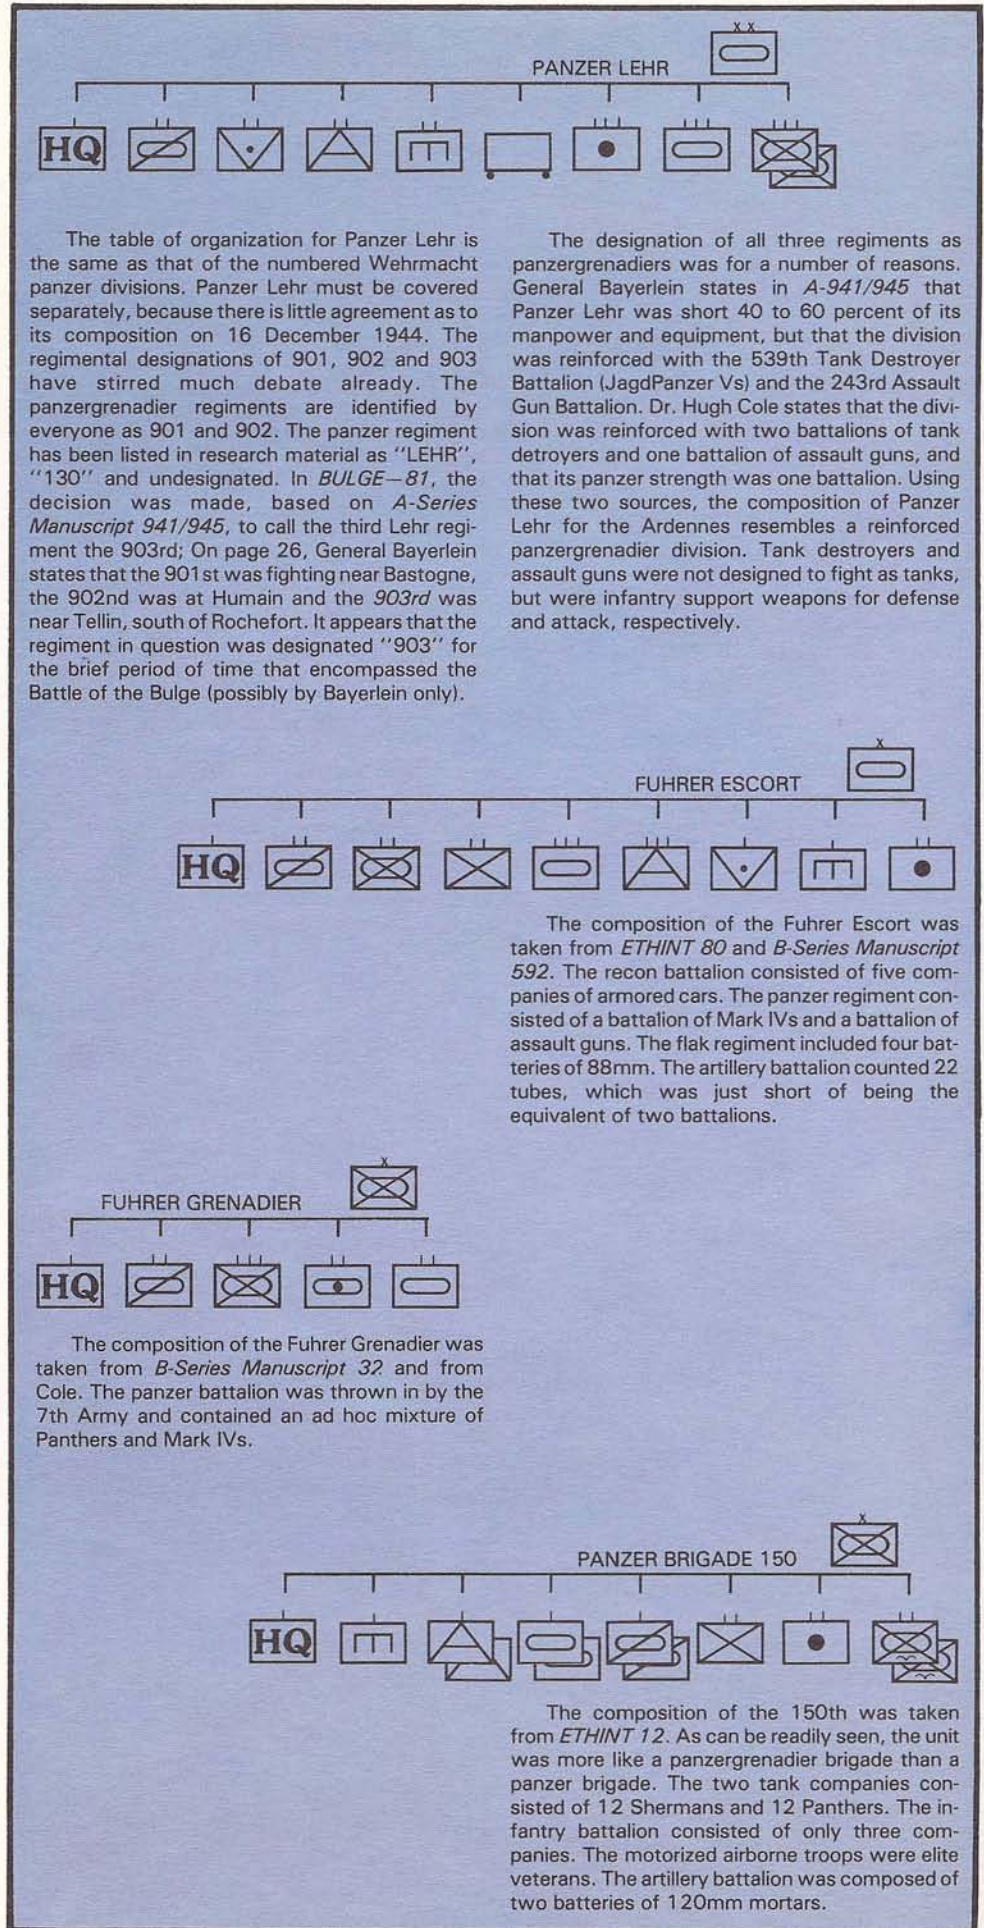 X X
PANZER LEHR
HQ
The table of organization for Panzer Lehr is
the same as that of the numbered Wehrmacht
panzer divisions. Panzer Lehr must be covered
separately, because there is little agreement as to
its composition on 16 December 1944. The
regimental designations of 901, 902 and 903
have stirred much debate already. The
panzergrenadier regiments are identified by
everyone as 901 and 902. The panzer regiment
has been listed in research material as "LEHR",
"130" and undesignated. In BULGE—81, the
decision was made, based on A-Series
Manuscript 941/945, to call the third Lehr regi-
ment the 903rd; On page 26, General Bayerlein
states that the 901st was fighting near Bastogne,
the 902nd was at Humain and the 903rd was
near Tellin, south of Rochefort. It appears that the
regiment in question was designated "903" for
the brief period of time that encompassed the
Battle of the Bulge (possibly by Bayerlein only).
The designation of all three regiments as
panzergrenadiers was for a number of reasons.
General Bayerlein states in A-941/945 that
Panzer Lehr was short 40 to 60 percent of its
manpower and equipment, but that the division
was reinforced with the 539th Tank Destroyer
Battalion (JagdPanzer Vs) and the 243rd Assault
Gun Battalion. Dr. Hugh Cole states that the divi-
sion was reinforced with two battalions of tank
detroyers and one battalion of assault guns, and
that its panzer strength was one battalion. Using
these two sources, the composition of Panzer
Lehr for the Ardennes resembles a reinforced
panzergrenadier division. Tank destroyers and
assault guns were not designed to fight as tanks,
but were infantry support weapons for defense
and attack, respectively.
X
FUHRER ESCORT
HQ
The composition of the Fuhrer Escort was
taken from ETHINT 80 and B-Series Manuscript
592. The recon battalion consisted of five com-
panies of armored cars. The panzer regiment con-
sisted of a battalion of Mark IVs and a battalion of
assault guns. The flak regiment included four bat-
teries of 88mm. The artillery battalion counted 22
tubes, which was just short of being the
equivalent of two battalions.
X
FUHRER GRENADIER
HQ
The composition of the Fuhrer Grenadier was
taken from B-Series Manuscript 32 and from
Cole. The panzer battalion was thrown in by the
7th Army and contained an ad hoc mixture of
Panthers and Mark IVs.
X
PANZER BRIGADE 150
HQ
The composition of the 150th was taken
from ETHINT 12. As can be readily seen, the unit
was more like a panzergrenadier brigade than a
panzer brigade. The two tank companies con-
sisted of 12 Shermans and 12 Panthers. The in-
fantry battalion consisted of only three com-
panies. The motorized airborne troops were elite
veterans. The artillery battalion was composed of
two batteries of 120mm mortars.